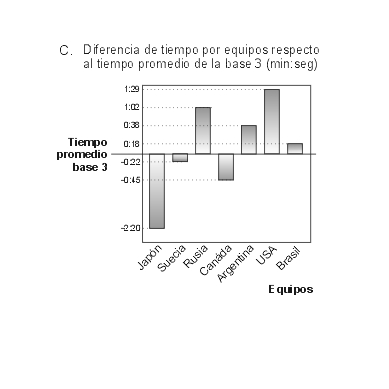 C. Diferencia de tiempo por equipos respecto
al tiempo promedio de la base 3 (min:seg)
1:29
1:02
0:38
0:18
Tiempo
promedio
base 3
-0:22
-0:45
-2:20
Japón
Suecia
Rusia
Canáda
Argentina
USA
Brasil
Equipos